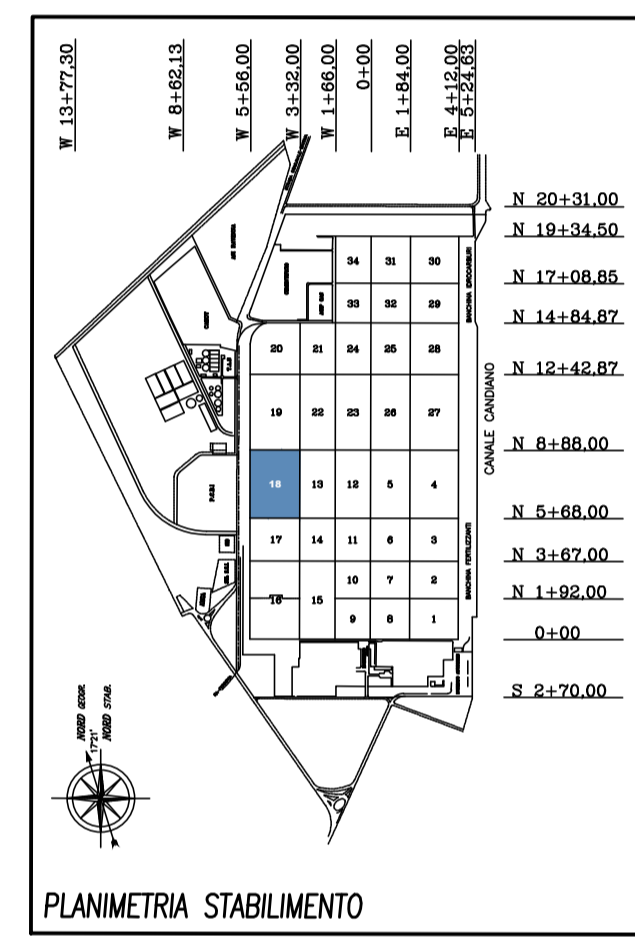 W 13+77,30
W 8+62,13
W 5+56,00
W 3+32,00
W 1+66,00
0+00
E 1+84,00
E 4+12,00
E 5+24,63
N 20+31,00
N 19+34,50
N 17+08,85
N 14+84,87
N 12+42,87
N 8+88,00
N 5+68,00
N 3+67,00
N 1+92,00
0+00
S 2+70,00
34 31 30
33 32 29
20 21 24 25 28
19 22 23 26 27
18 13 12 5 4
17 14 11 6 3
10 7 2
16 15
9 8 1
BANCHINA IDROCARBURI
CANALE CANDIANO
BANCHINA FERTILIZZANTI
NORD GEOGR.
17°21'
NORD STAB.
PLANIMETRIA STABILIMENTO